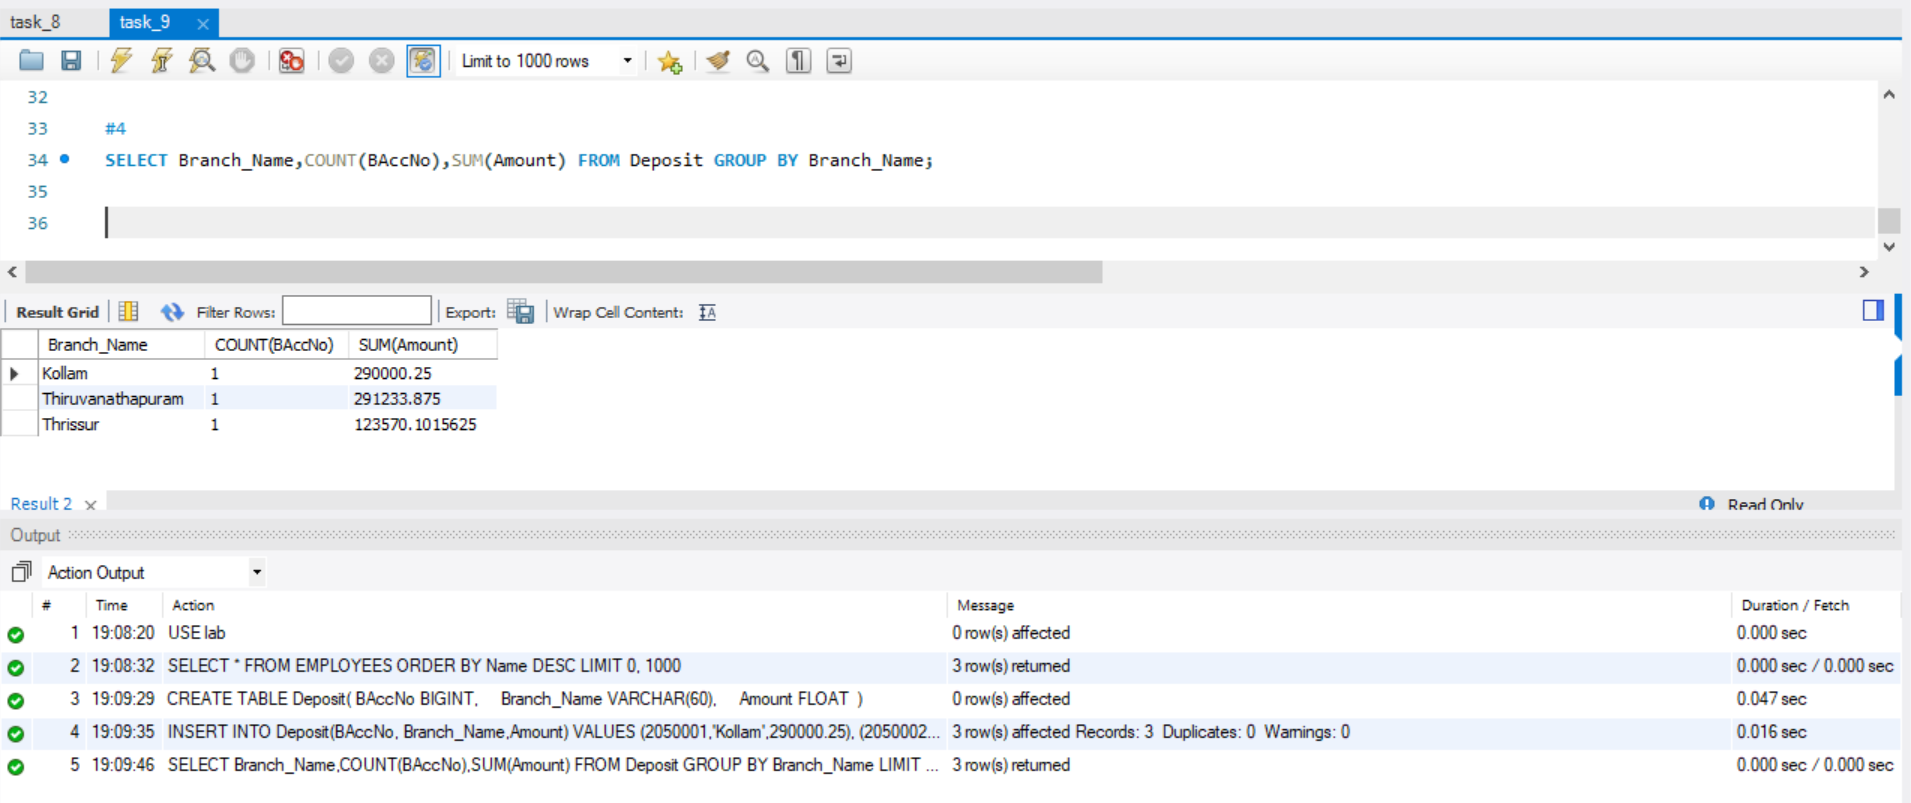 task_8 task_9
Limit to 1000 rows
32
33 #4
34 SELECT Branch_Name,COUNT(BAccNo),SUM(Amount) FROM Deposit GROUP BY Branch_Name;
35
36
Result Grid Filter Rows: Export: Wrap Cell Content:
Branch_Name COUNT(BAccNo) SUM(Amount)
Kollam 1 290000.25
Thiruvanathapuram 1 291233.875
Thrissur 1 123570.1015625
Result 2 Read Only
Output
Action Output
# Time Action Message Duration / Fetch
1 19:08:20 USE lab 0 row(s) affected 0.000 sec
2 19:08:32 SELECT * FROM EMPLOYEES ORDER BY Name DESC LIMIT 0, 1000 3 row(s) returned 0.000 sec / 0.000 sec
3 19:09:29 CREATE TABLE Deposit( BAccNo BIGINT, Branch_Name VARCHAR(60), Amount FLOAT ) 0 row(s) affected 0.047 sec
4 19:09:35 INSERT INTO Deposit(BAccNo, Branch_Name,Amount) VALUES (2050001,'Kollam',290000.25), (2050002... 3 row(s) affected Records: 3 Duplicates: 0 Warnings: 0 0.016 sec
5 19:09:46 SELECT Branch_Name,COUNT(BAccNo),SUM(Amount) FROM Deposit GROUP BY Branch_Name LIMIT ... 3 row(s) returned 0.000 sec / 0.000 sec